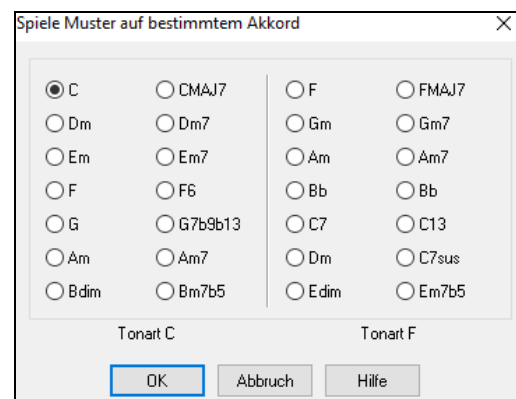 Spiele Muster auf bestimmtem Akkord
C CMAJ7 F FMAJ7
Dm Dm7 Gm Gm7
Em Em7 Am Am7
F F6 Bb Bb
G G7b9b13 C7 C13
Am Am7 Dm C7sus
Bdim Bm7b5 Edim Em7b5
Tonart C Tonart F
OK Abbruch Hilfe